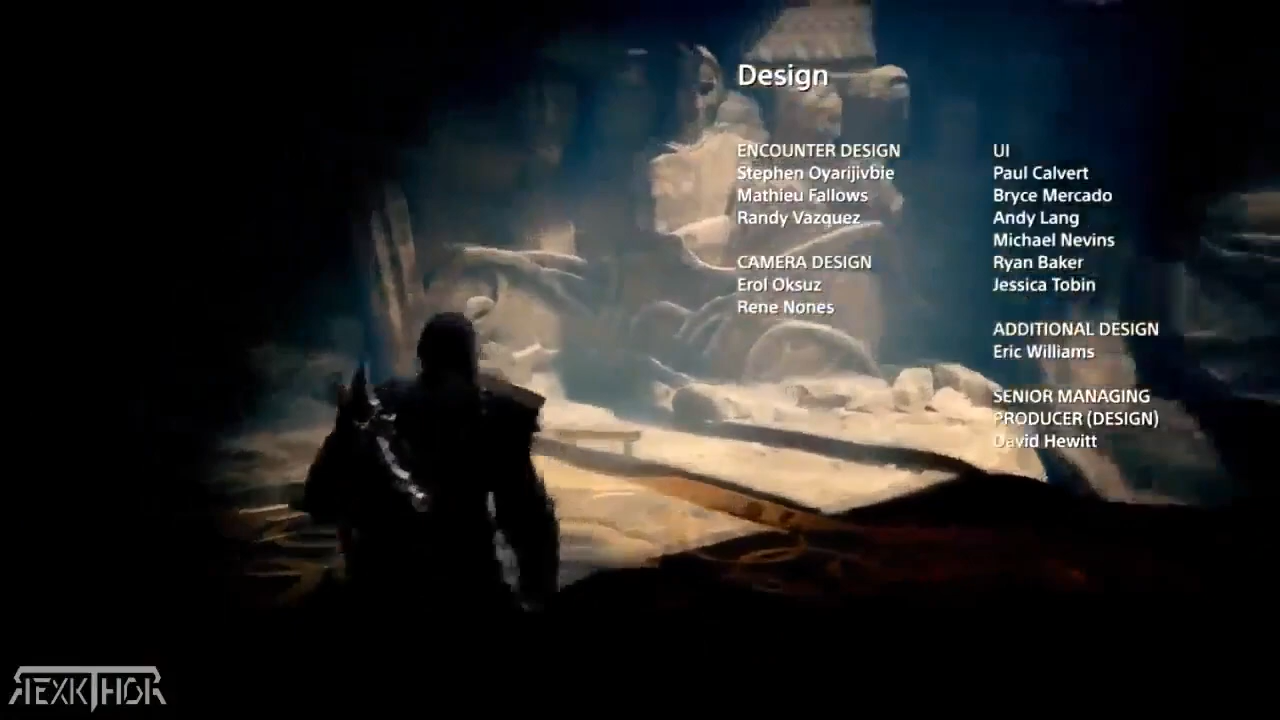 Design
ENCOUNTER DESIGN
Stephen Oyarijivbie
Mathieu Fallows
Randy Vazquez
CAMERA DESIGN
Erol Oksuz
Rene Nones
UI
Paul Calvert
Bryce Mercado
Andy Lang
Michael Nevins
Ryan Baker
Jessica Tobin
ADDITIONAL DESIGN
Eric Williams
SENIOR MANAGING
PRODUCER (DESIGN)
David Hewitt